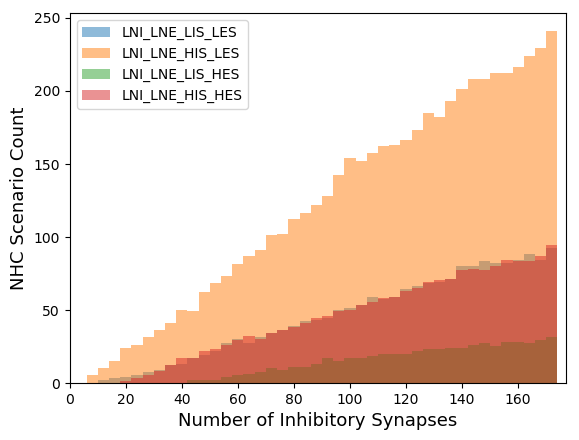 250
200
150
100
50
0
NHC Scenario Count
LNI_LNE_LIS_LES
LNI_LNE_HIS_LES
LNI_LNE_LIS_HES
LNI_LNE_HIS_HES
0 20 40 60 80 100 120 140 160
Number of Inhibitory Synapses